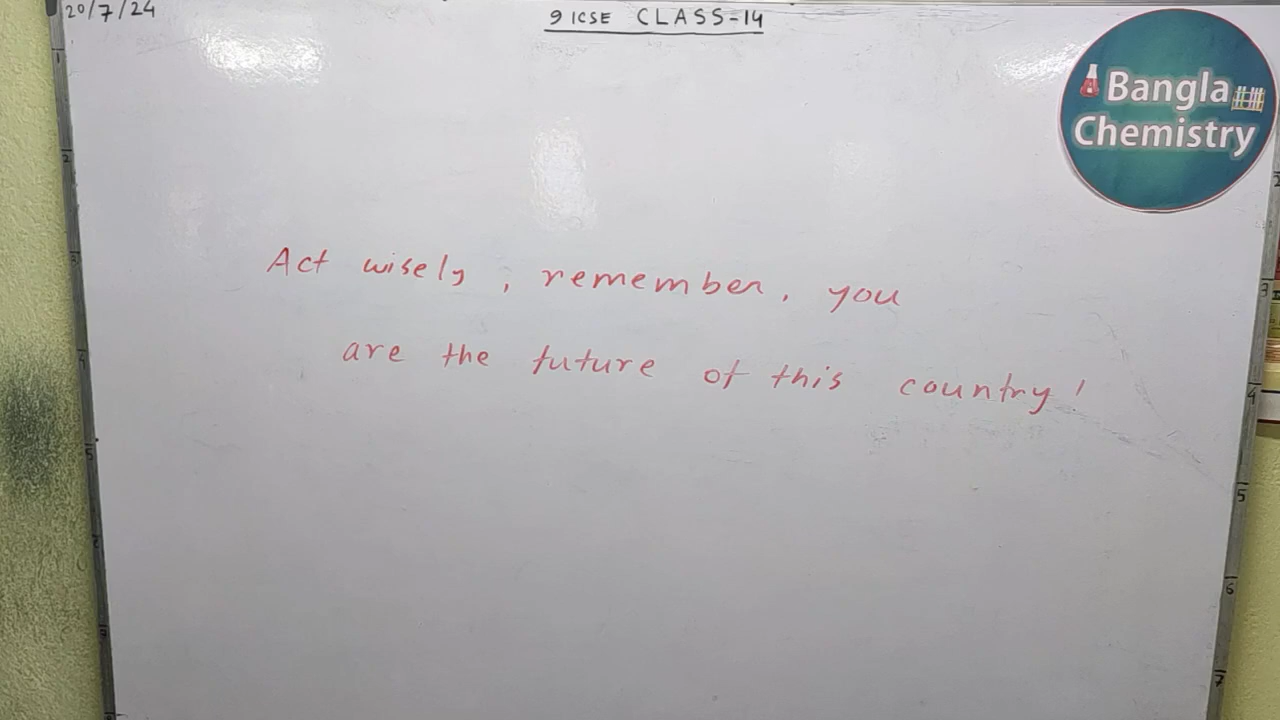 20/7/24
9 ICSE CLASS-14
Bangla
Chemistry
Act wisely, remember, you
are the future of this country!